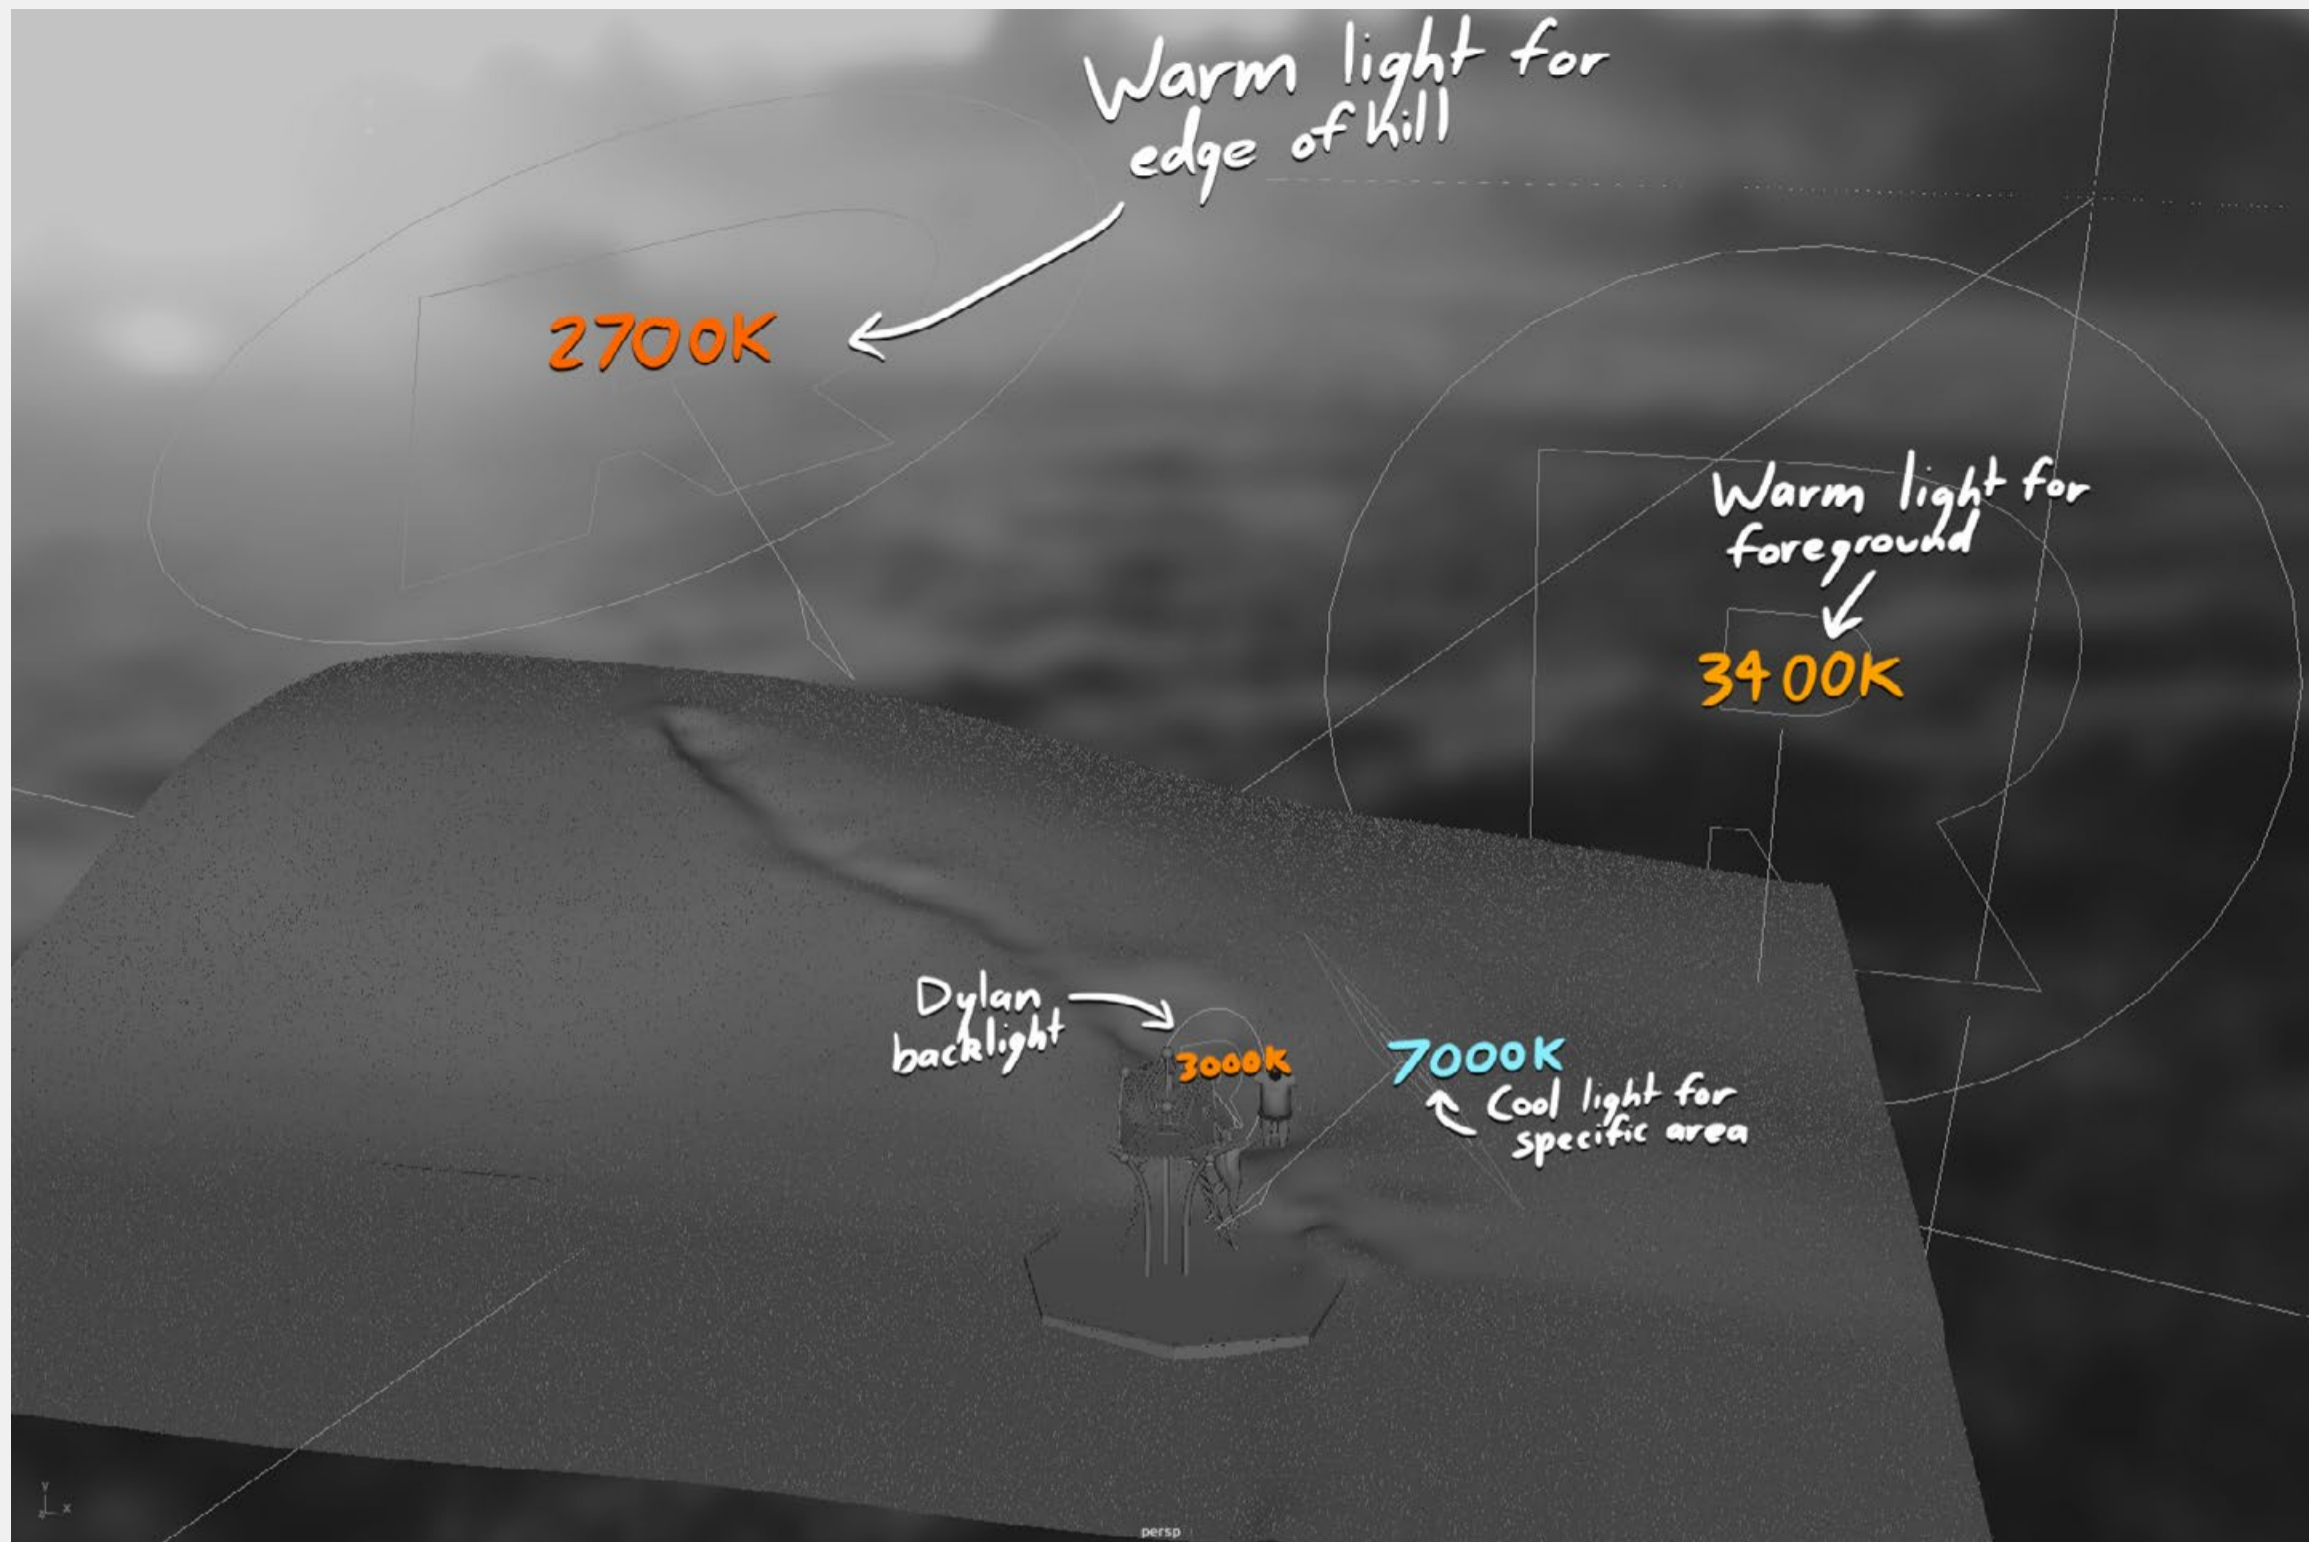 Warm light for
edge of hill
2700K
Warm light for
foreground
3400K
Dylan
backlight
3000K
7000K
Cool light for
specific area
y
z x
persp